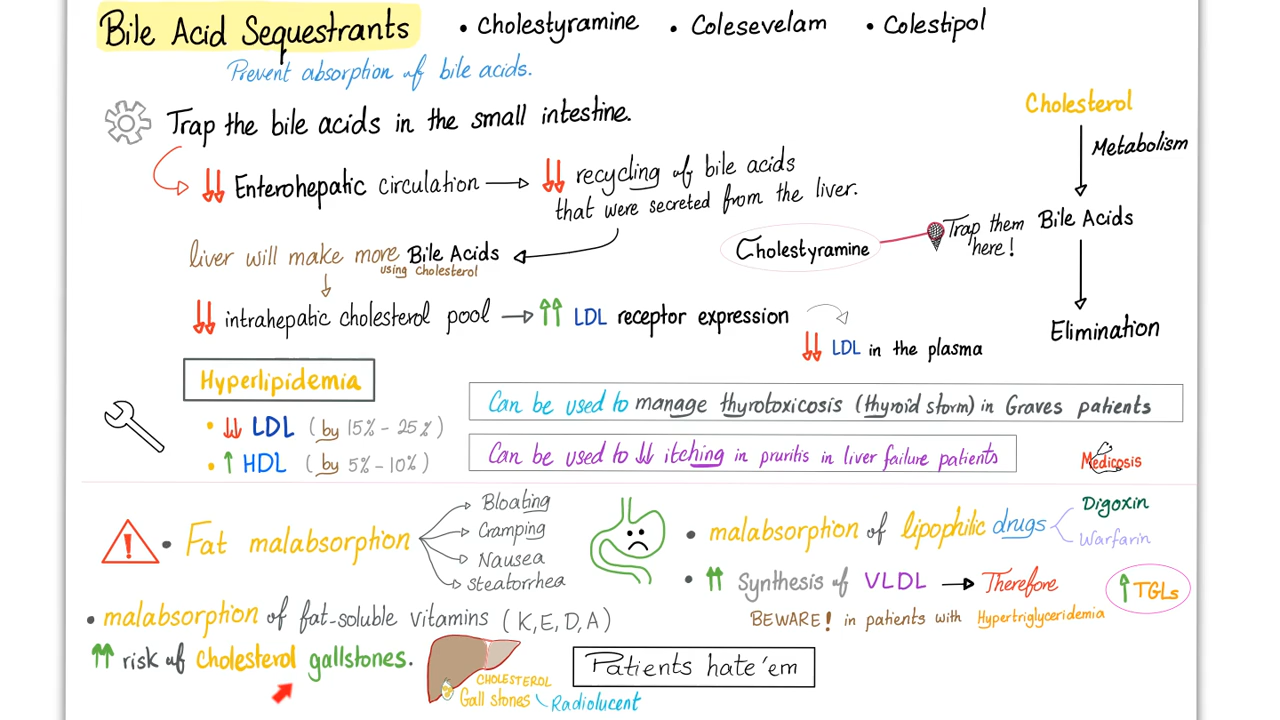 Bile Acid Sequestrants • Cholestyramine • Colesevelam • Colestipol
Prevent absorption of bile acids.
Trap the bile acids in the small intestine.
↓↓ Enterohepatic circulation → ↓↓ recycling of bile acids
that were secreted from the liver.
liver will make more Bile Acids
using cholesterol
↓↓ intrahepatic cholesterol pool → ↑↑ LDL receptor expression
↓↓ LDL in the plasma
Cholesterol
Metabolism
Bile Acids
Cholestyramine
Trap them
here!
Elimination
Hyperlipidemia
• ↓↓ LDL (by 15% - 25%)
• ↑ HDL (by 5% - 10%)
Can be used to manage thyrotoxicosis (thyroid storm) in Graves patients
Can be used to ↓↓ itching in pruritis in liver failure patients
Medicosis
! • Fat malabsorption
Bloating
Cramping
Nausea
Steatorrhea
• malabsorption of fat-soluble vitamins (K, E, D, A)
↑↑ risk of cholesterol gallstones.
CHOLESTEROL
Gall stones
Radiolucent
• malabsorption of lipophilic drugs
Digoxin
Warfarin
• ↑↑ Synthesis of VLDL → Therefore ↑ TGLs
BEWARE! in patients with Hypertriglyceridemia
Patients hate 'em